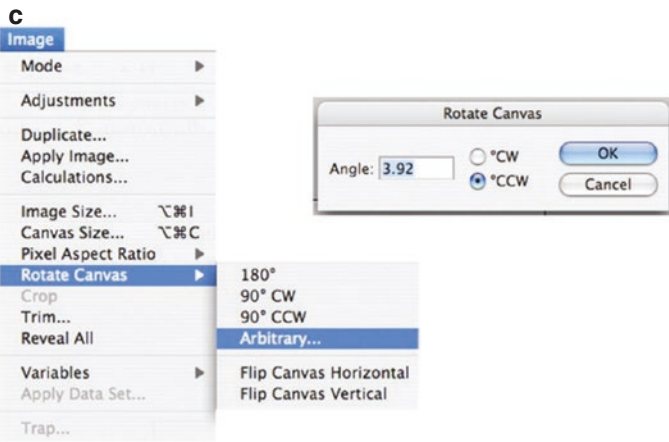 c
Image
Mode
Adjustments
Duplicate...
Apply Image...
Calculations...
Image Size... ⌥⌘I
Canvas Size... ⌥⌘C
Pixel Aspect Ratio
Rotate Canvas
Crop
Trim...
Reveal All
Variables
Apply Data Set...
Trap...
180°
90° CW
90° CCW
Arbitrary...
Flip Canvas Horizontal
Flip Canvas Vertical
Rotate Canvas
Angle: 3.92
°CW
°CCW
OK
Cancel